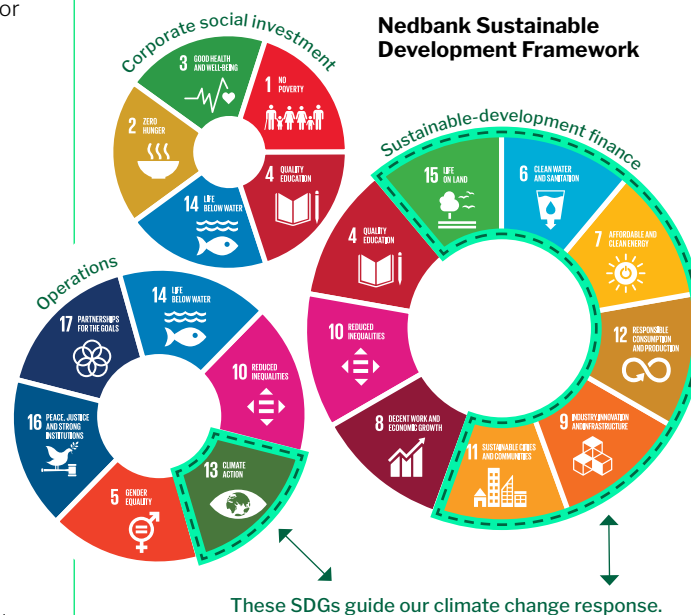 or
Nedbank Sustainable
Development Framework
Corporate social investment
3 GOOD HEALTH
AND WELL-BEING
1 NO
POVERTY
2 ZERO
HUNGER
4 QUALITY
EDUCATION
14 LIFE
BELOW WATER
Sustainable-development finance
15 LIFE
ON LAND
6 CLEAN WATER
AND SANITATION
4 QUALITY
EDUCATION
7 AFFORDABLE AND
CLEAN ENERGY
10 REDUCED
INEQUALITIES
12 RESPONSIBLE
CONSUMPTION
AND PRODUCTION
8 DECENT WORK AND
ECONOMIC GROWTH
9 INDUSTRY, INNOVATION
AND INFRASTRUCTURE
11 SUSTAINABLE CITIES
AND COMMUNITIES
Operations
14 LIFE
BELOW WATER
17 PARTNERSHIPS
FOR THE GOALS
10 REDUCED
INEQUALITIES
16 PEACE, JUSTICE
AND STRONG
INSTITUTIONS
13 CLIMATE
ACTION
5 GENDER
EQUALITY
These SDGs guide our climate change response.